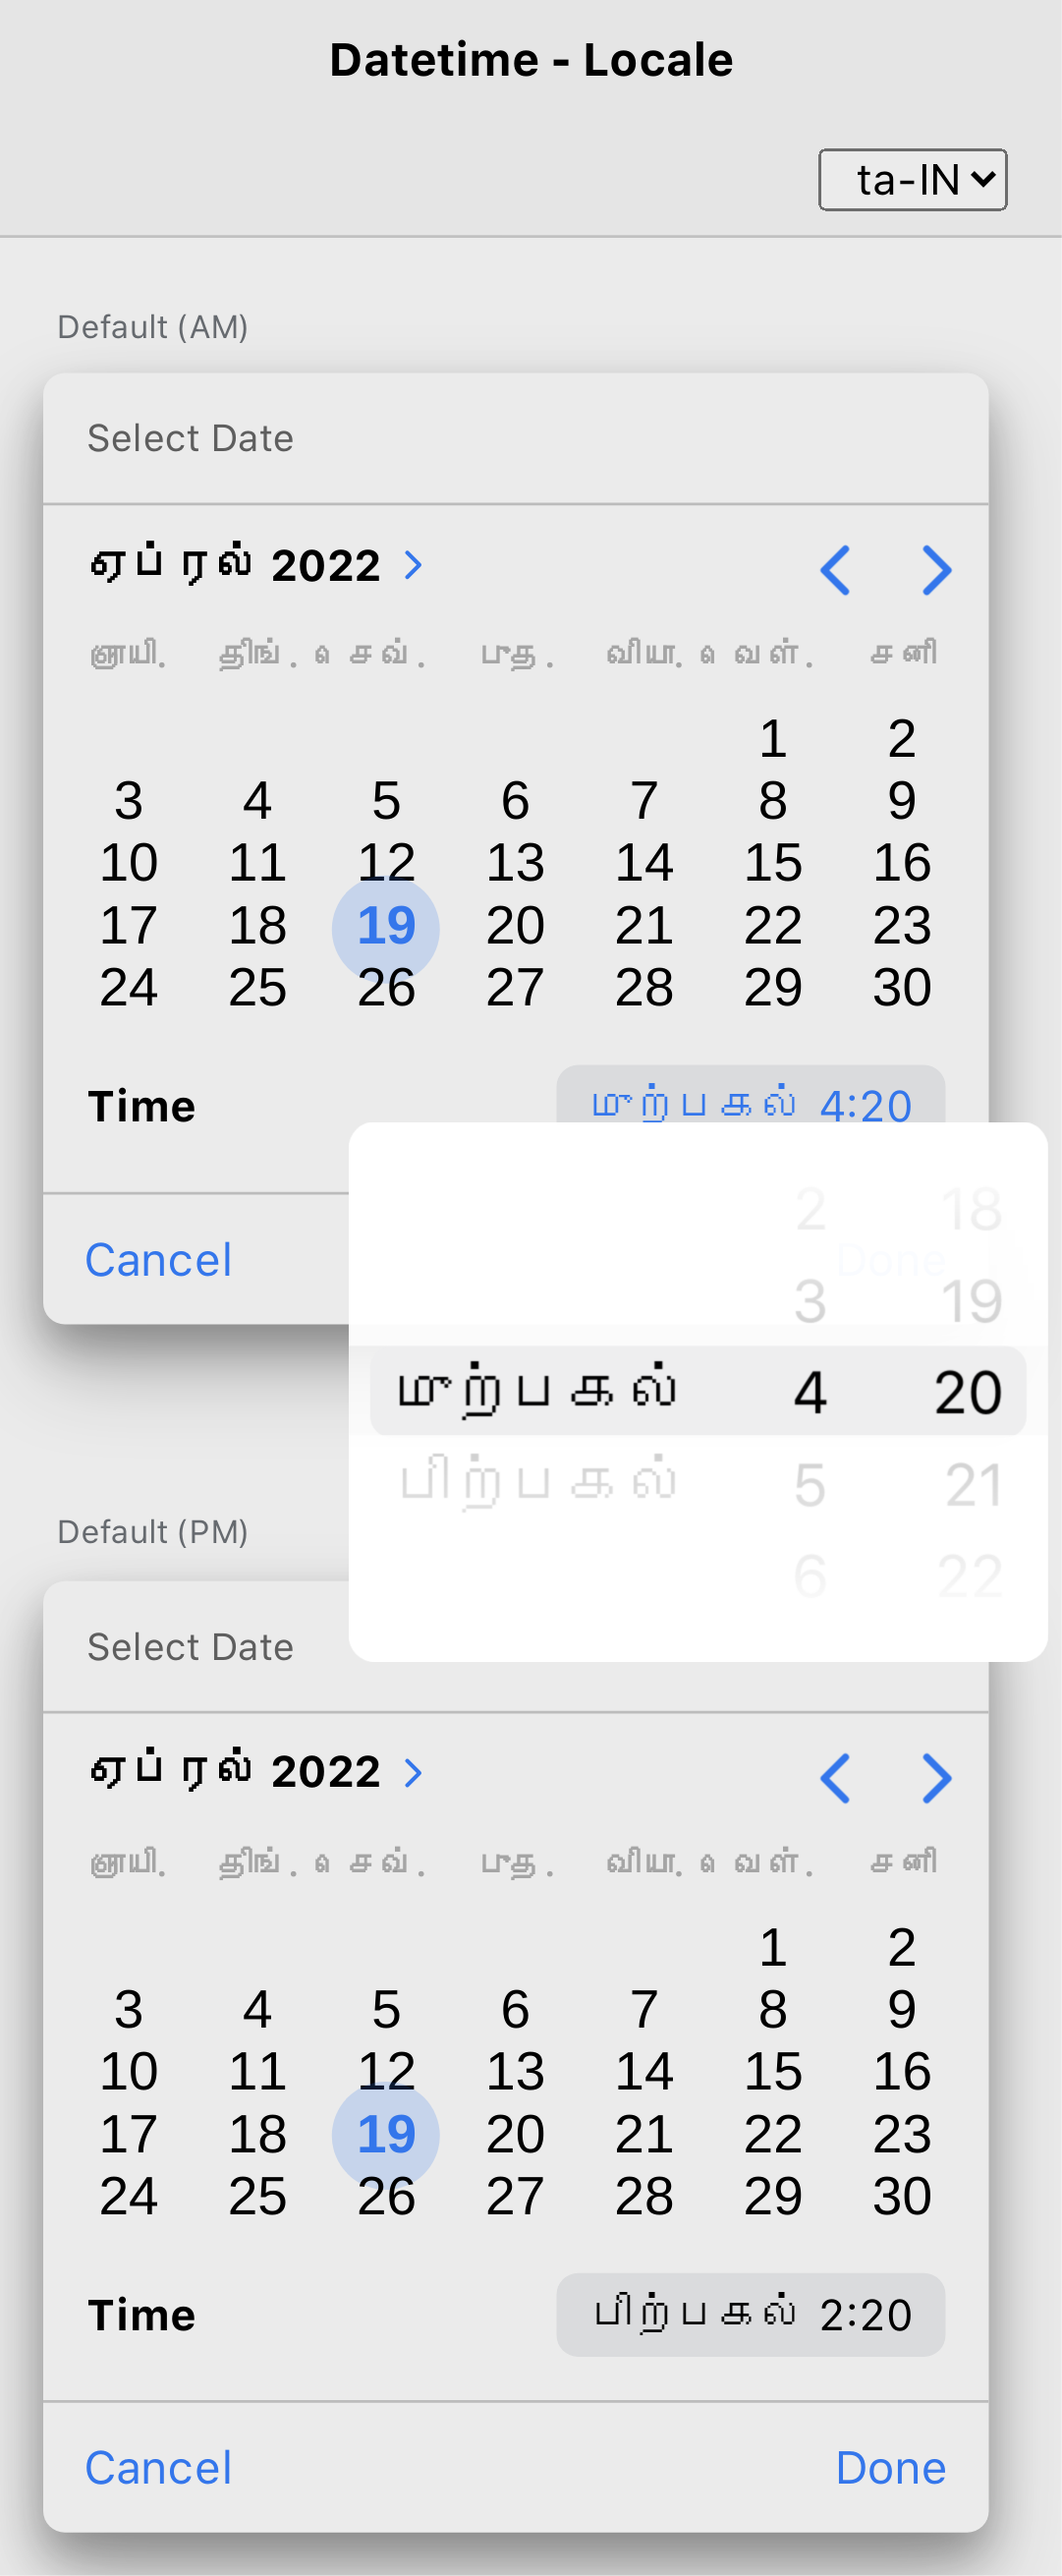 Datetime - Locale
ta-IN
Default (AM)
Select Date
ஏப்ரல் 2022
ஞாயி. திங். செவ். புத. வியா. வெள். சனி
1 2
3 4 5 6 7 8 9
10 11 12 13 14 15 16
17 18 19 20 21 22 23
24 25 26 27 28 29 30
Time முற்பகல் 4:20
2 18
Cancel Done
3 19
முற்பகல் 4 20
பிற்பகல் 5 21
Default (PM)
6 22
Select Date
ஏப்ரல் 2022
ஞாயி. திங். செவ். புத. வியா. வெள். சனி
1 2
3 4 5 6 7 8 9
10 11 12 13 14 15 16
17 18 19 20 21 22 23
24 25 26 27 28 29 30
Time பிற்பகல் 2:20
Cancel Done